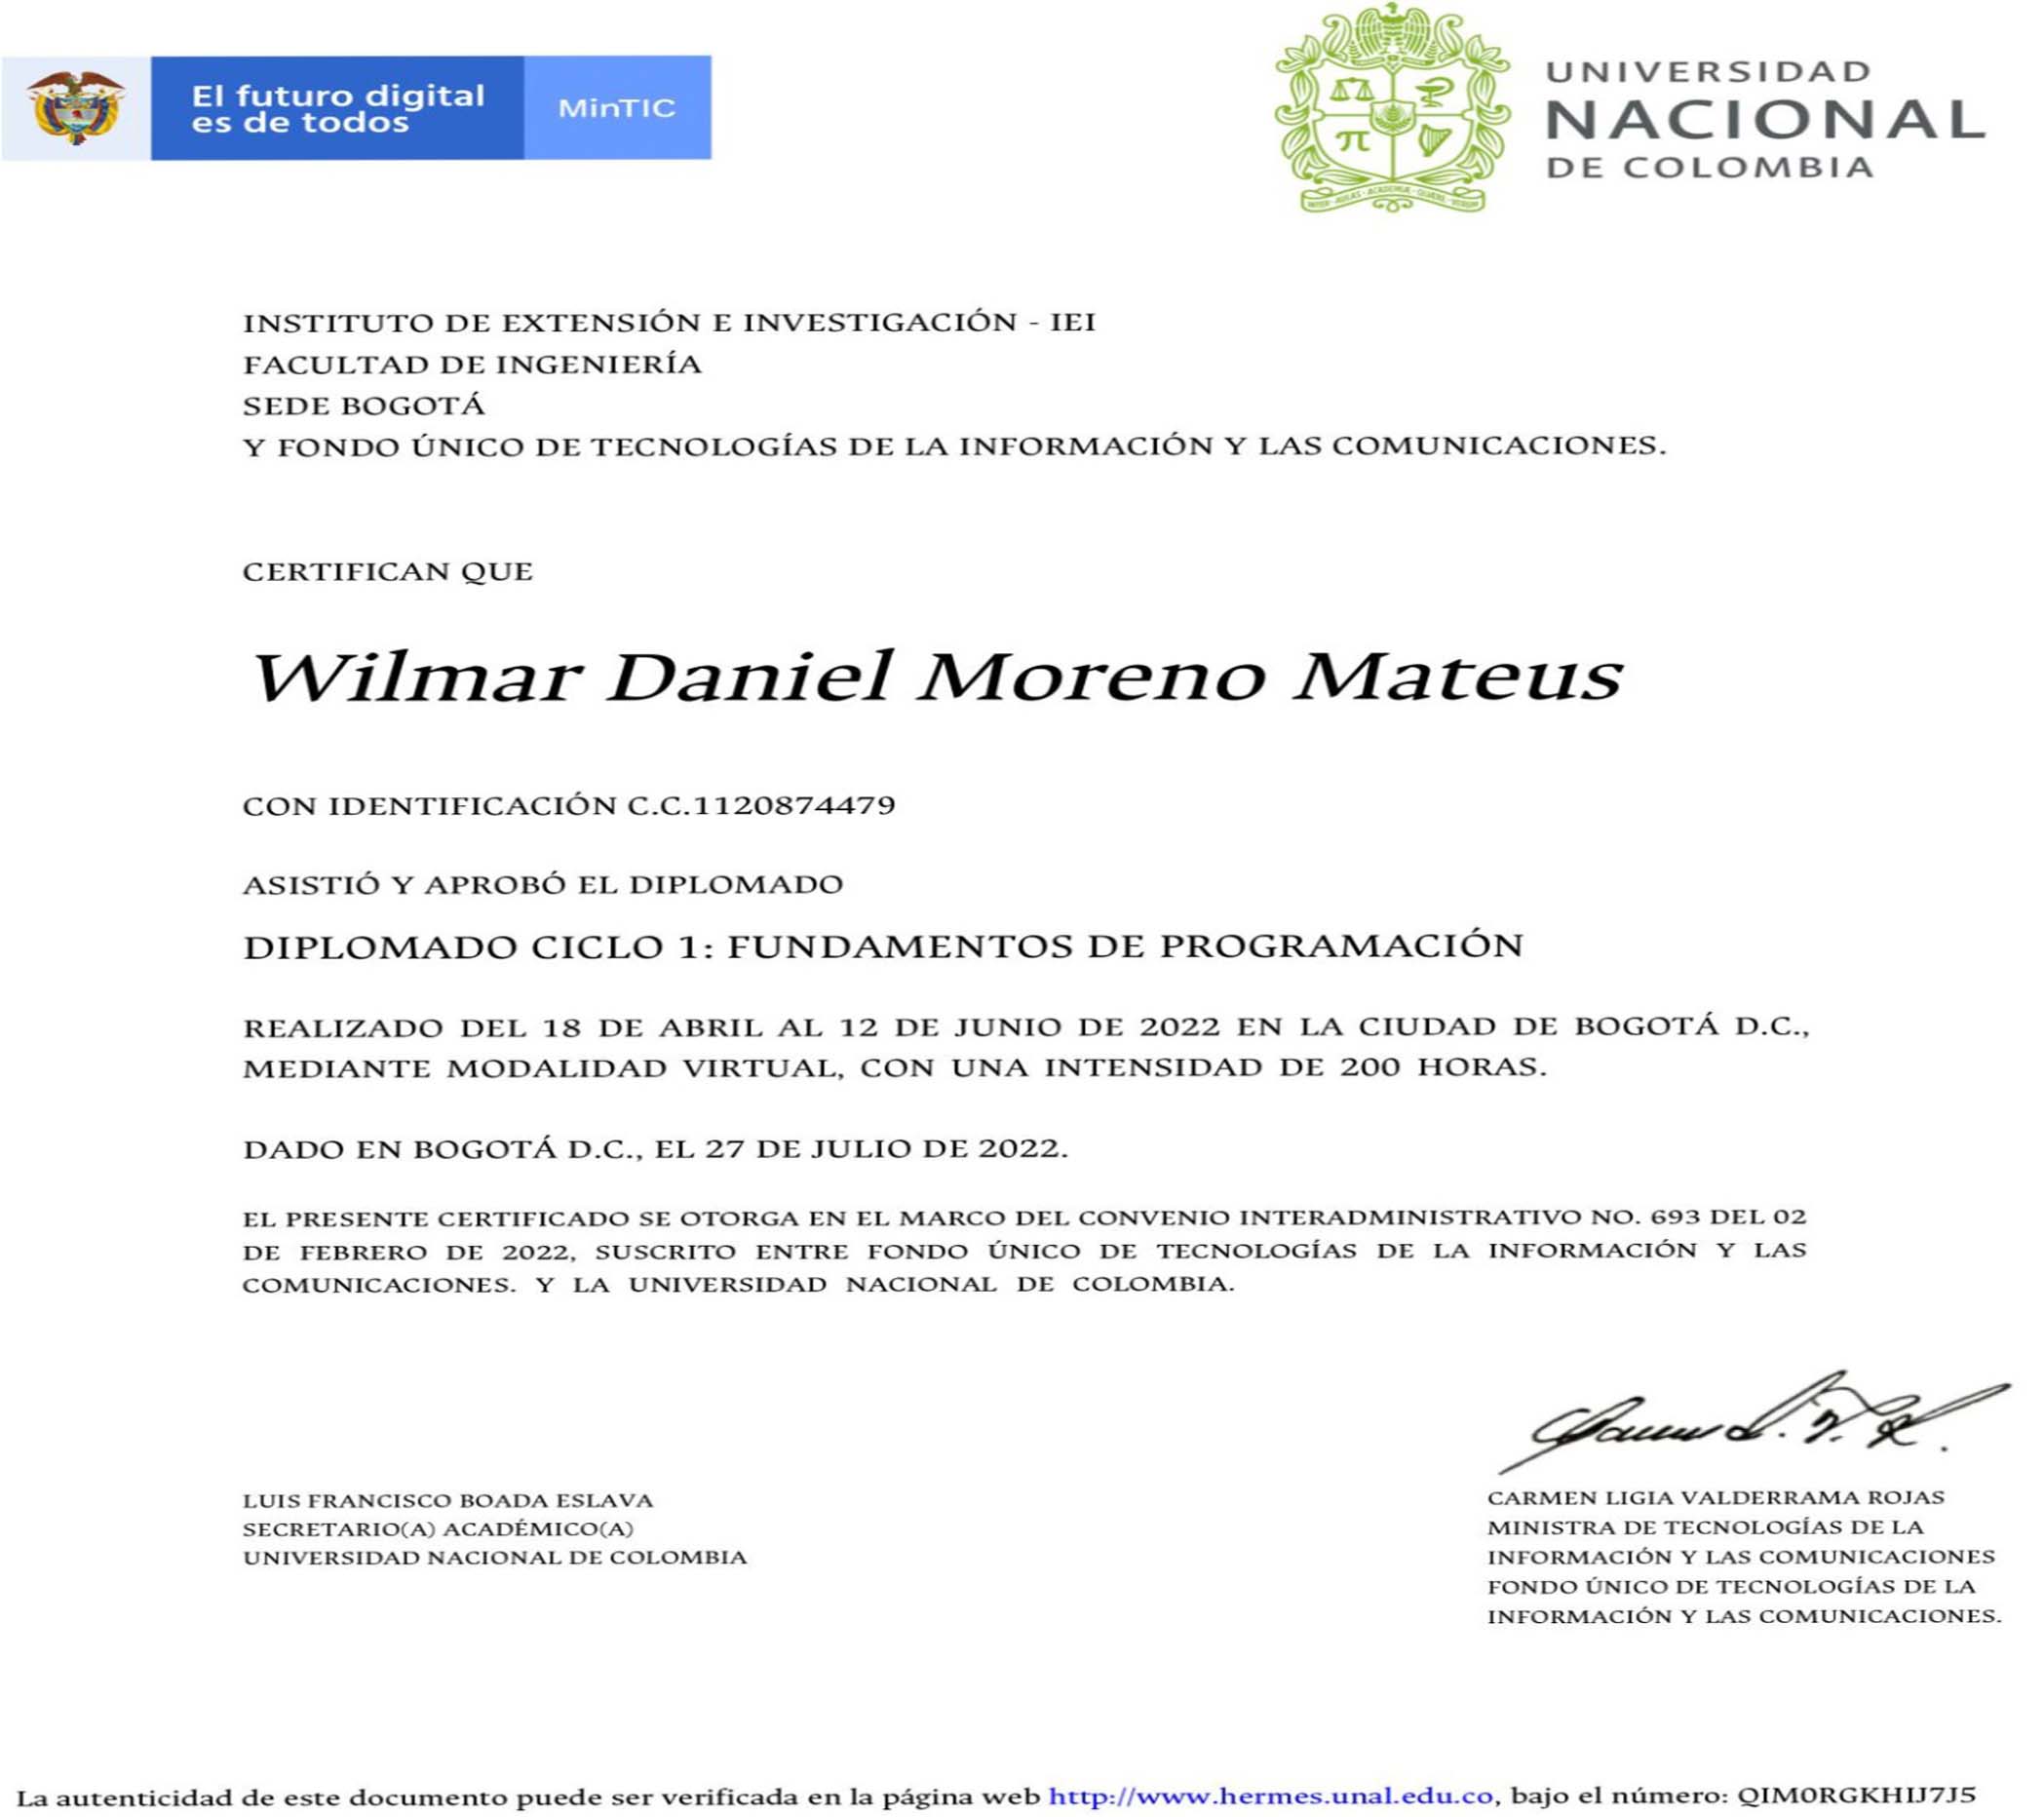 El futuro digital
es de todos
MinTIC
UNIVERSIDAD
NACIONAL
DE COLOMBIA
INSTITUTO DE EXTENSIÓN E INVESTIGACIÓN - IEI
FACULTAD DE INGENIERÍA
SEDE BOGOTÁ
Y FONDO ÚNICO DE TECNOLOGÍAS DE LA INFORMACIÓN Y LAS COMUNICACIONES.
CERTIFICAN QUE
Wilmar Daniel Moreno Mateus
CON IDENTIFICACIÓN C.C.1120874479
ASISTIÓ Y APROBÓ EL DIPLOMADO
DIPLOMADO CICLO 1: FUNDAMENTOS DE PROGRAMACIÓN
REALIZADO DEL 18 DE ABRIL AL 12 DE JUNIO DE 2022 EN LA CIUDAD DE BOGOTÁ D.C.,
MEDIANTE MODALIDAD VIRTUAL, CON UNA INTENSIDAD DE 200 HORAS.
DADO EN BOGOTÁ D.C., EL 27 DE JULIO DE 2022.
EL PRESENTE CERTIFICADO SE OTORGA EN EL MARCO DEL CONVENIO INTERADMINISTRATIVO NO. 693 DEL 02
DE FEBRERO DE 2022, SUSCRITO ENTRE FONDO ÚNICO DE TECNOLOGÍAS DE LA INFORMACIÓN Y LAS
COMUNICACIONES. Y LA UNIVERSIDAD NACIONAL DE COLOMBIA.
LUIS FRANCISCO BOADA ESLAVA
SECRETARIO(A) ACADÉMICO(A)
UNIVERSIDAD NACIONAL DE COLOMBIA
CARMEN LIGIA VALDERRAMA ROJAS
MINISTRA DE TECNOLOGÍAS DE LA
INFORMACIÓN Y LAS COMUNICACIONES
FONDO ÚNICO DE TECNOLOGÍAS DE LA
INFORMACIÓN Y LAS COMUNICACIONES.
La autenticidad de este documento puede ser verificada en la página web http://www.hermes.unal.edu.co, bajo el número: QIM0RGKHIJ7J5